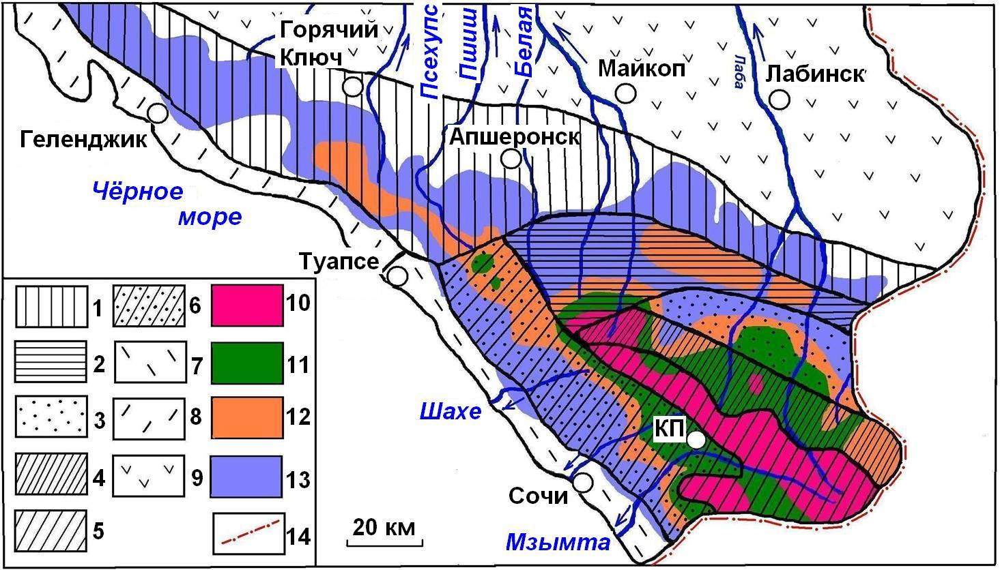 Псехупс
Пшиш
Белая
Горячий
Ключ
Майкоп
Лаба
Лабинск
Геленджик
Апшеронск
Чёрное
море
Туапсе
Шахе
КП
Сочи
20 км
Мзымта
1
6
10
2
7
11
3
8
12
4
9
13
5
14